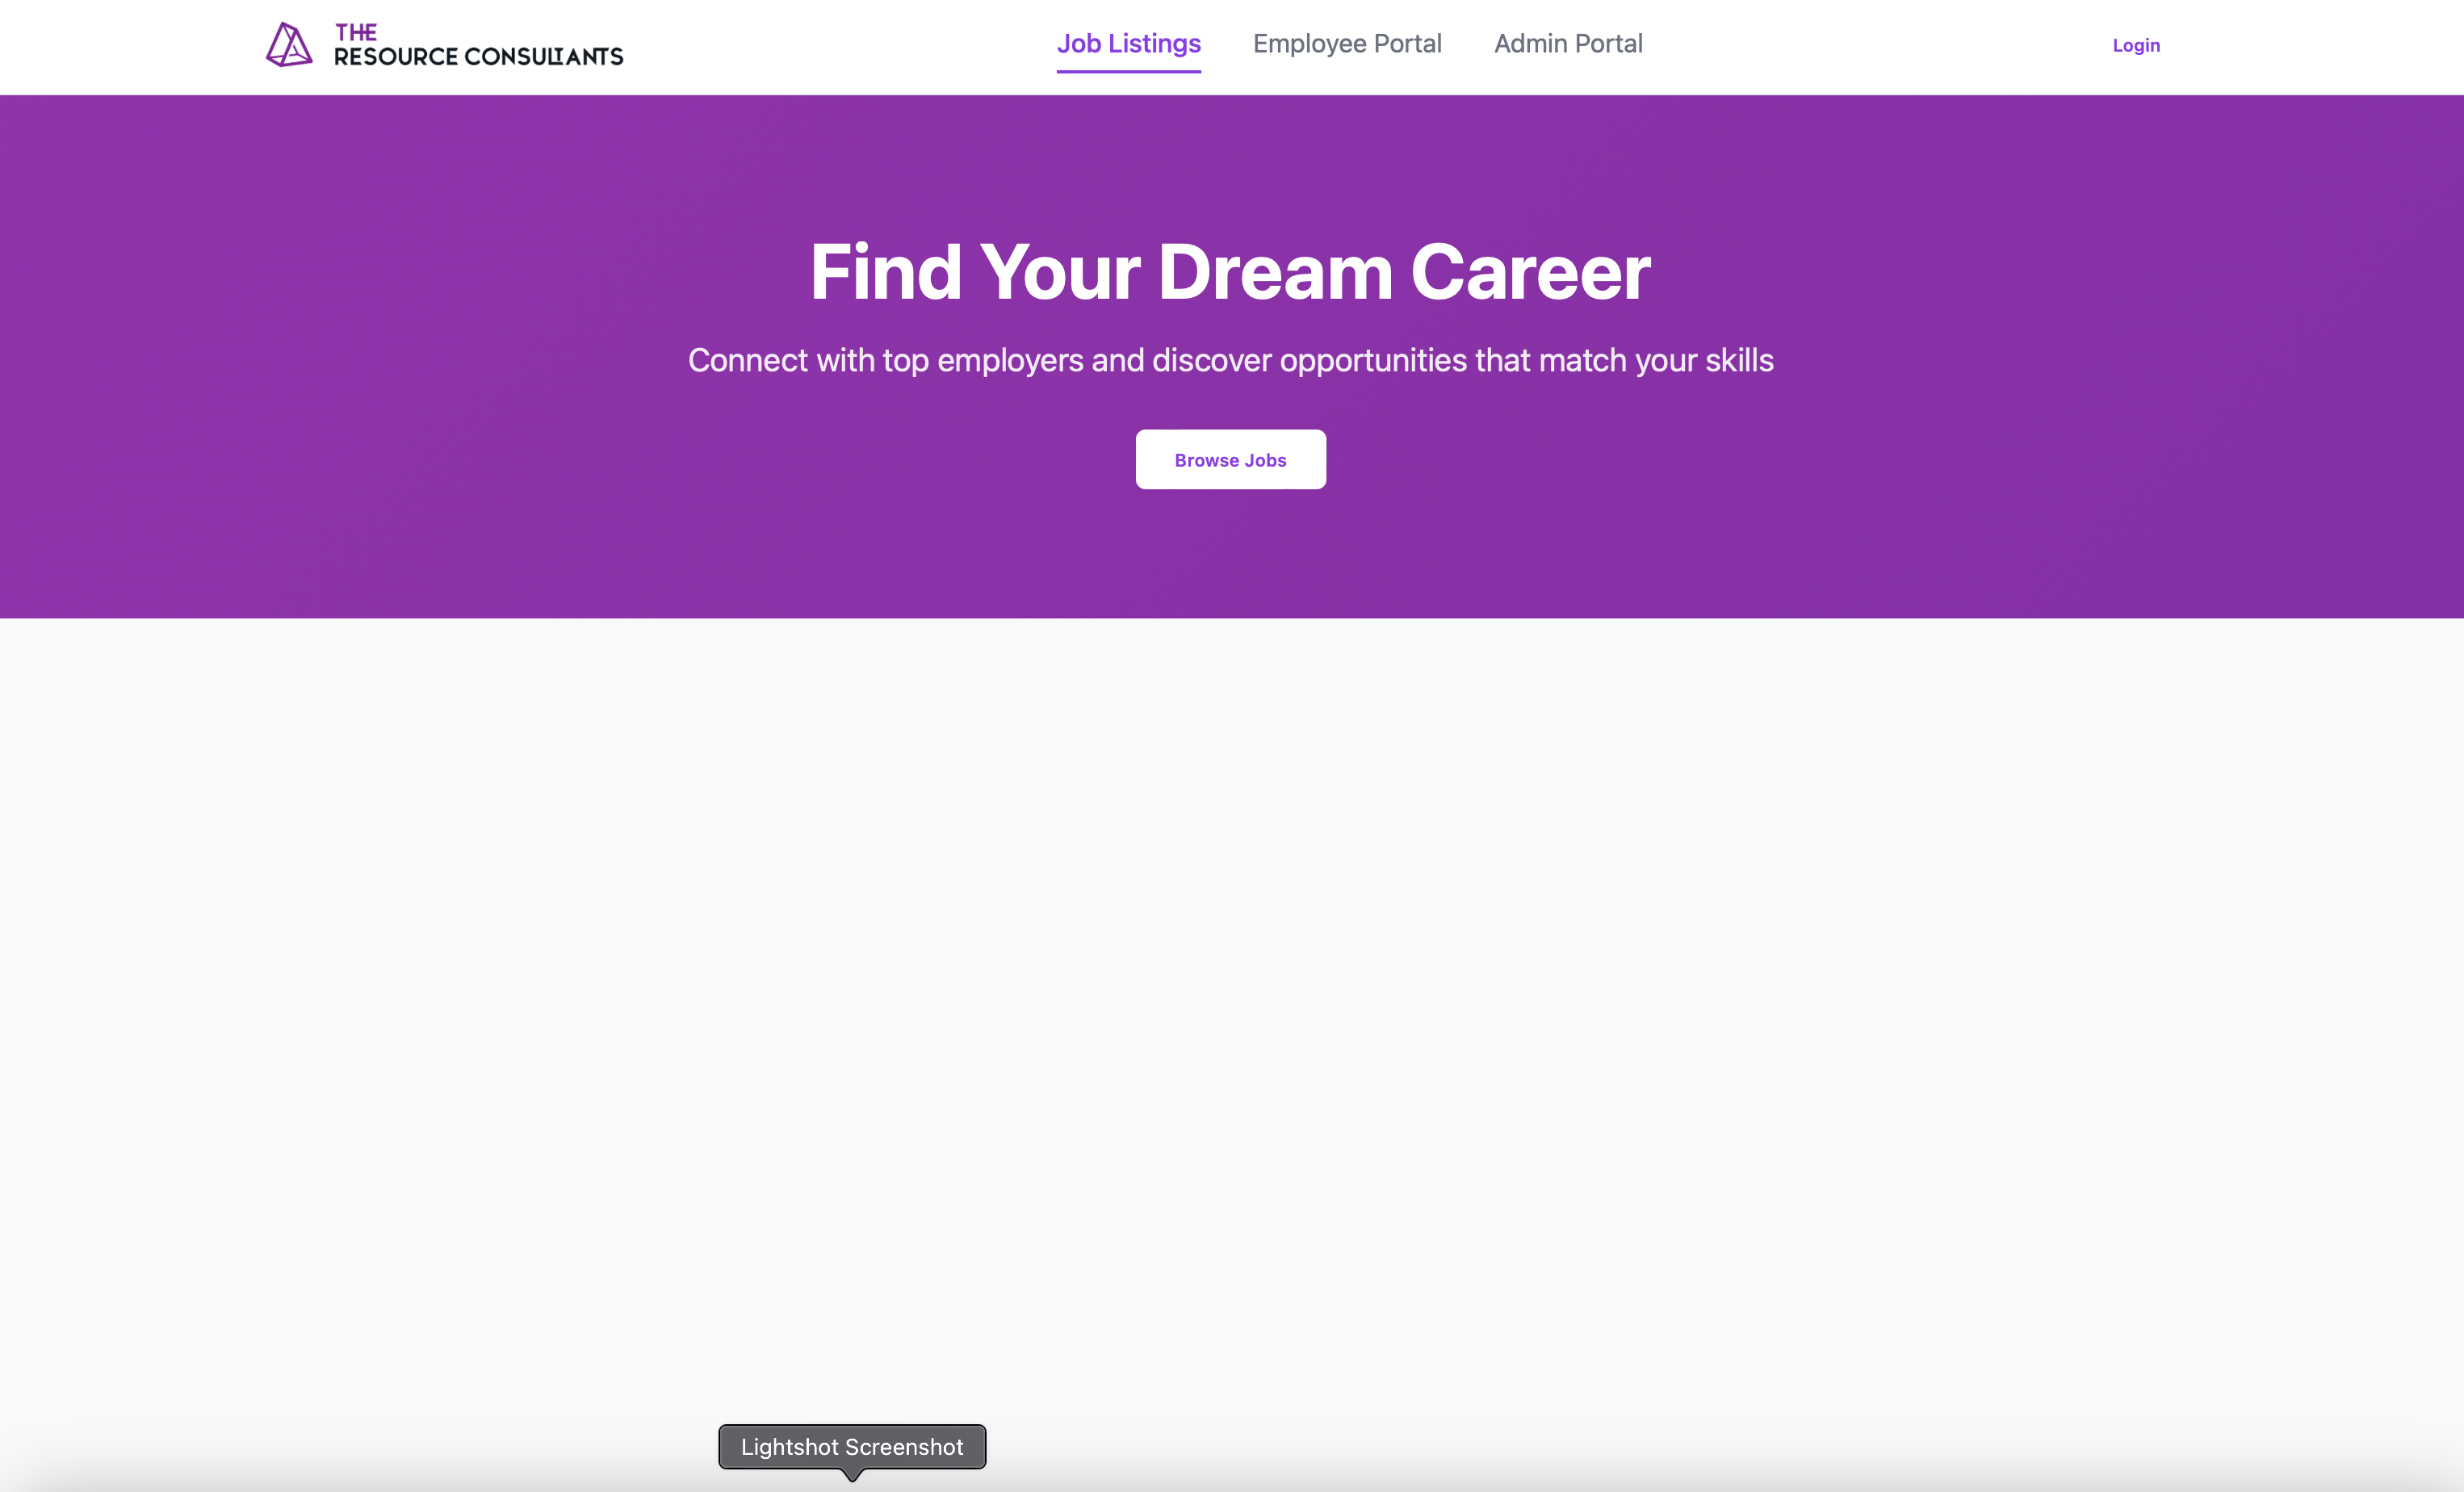 THE
RESOURCE CONSULTANTS
Job Listings
Employee Portal
Admin Portal
Login
Find Your Dream Career
Connect with top employers and discover opportunities that match your skills
Browse Jobs
Lightshot Screenshot